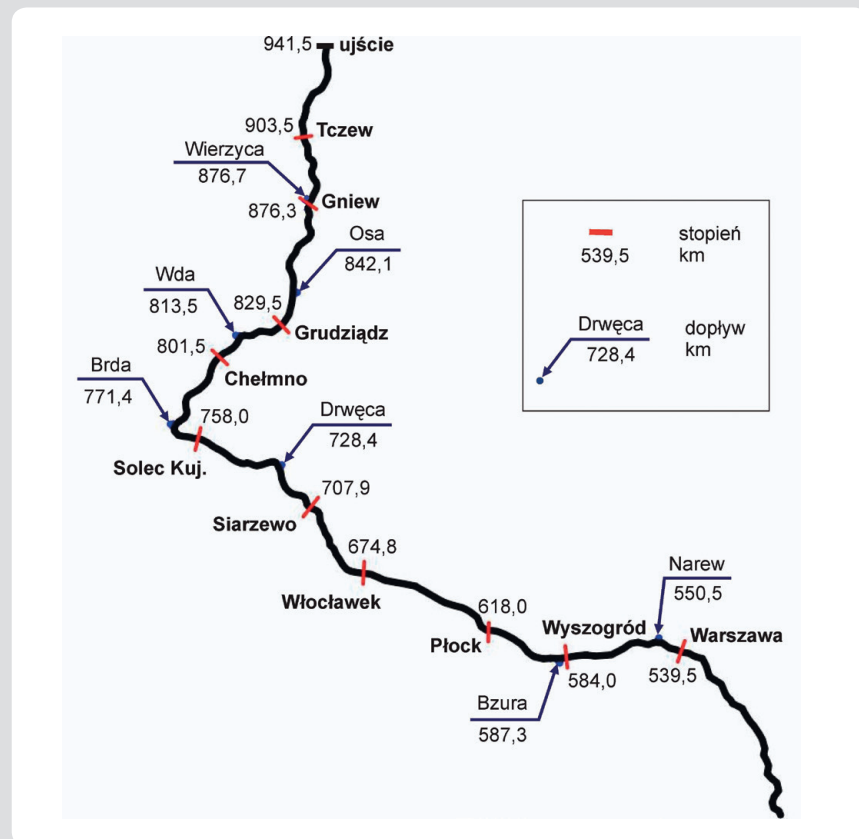 941,5 ujście
903,5 Tczew
Wierzyca
876,7
876,3 Gniew
Osa
842,1
Wda
813,5
829,5
Grudziądz
801,5
Chełmno
Brda
771,4
758,0
Solec Kuj.
Drwęca
728,4
707,9
Siarzewo
674,8
Włocławek
618,0
Płock
Wyszogród
584,0
Bzura
587,3
Narew
550,5
Warszawa
539,5
stopień
539,5 km
Drwęca dopływ
728,4 km